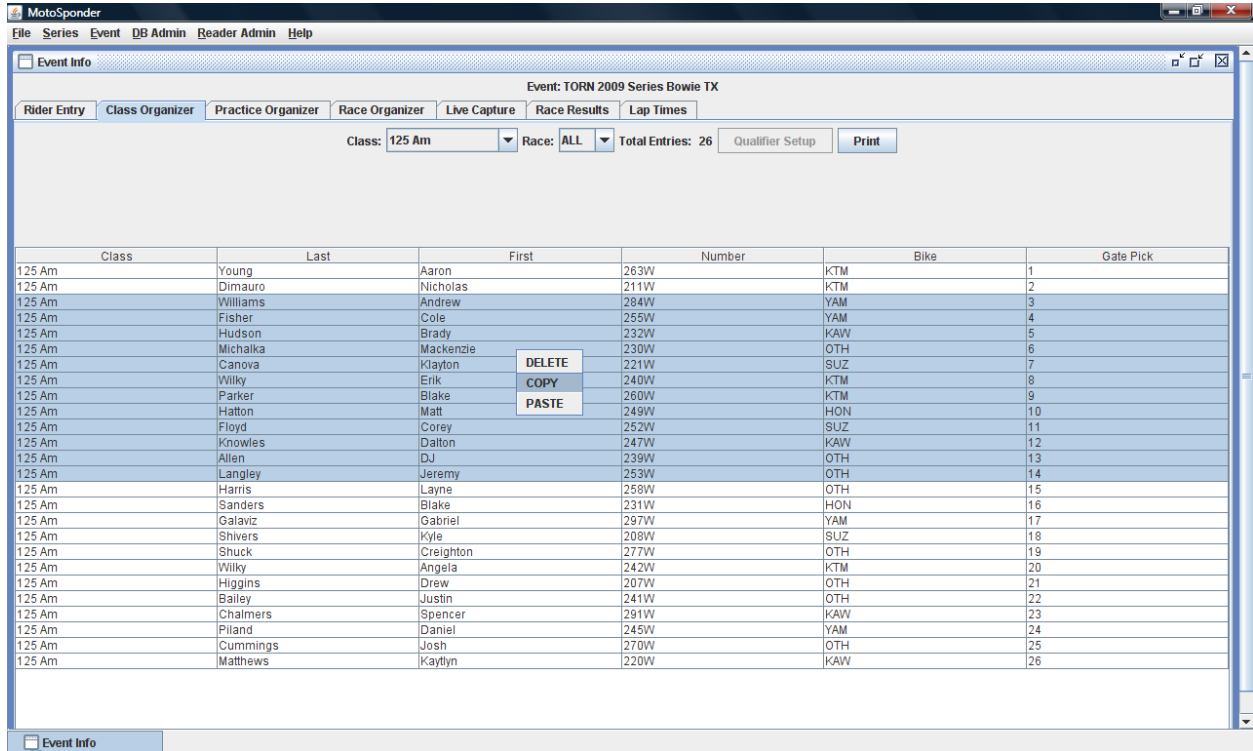 MotoSponder
File Series Event DB Admin Reader Admin Help
Event Info
Event: TORN 2009 Series Bowie TX
Rider Entry Class Organizer Practice Organizer Race Organizer Live Capture Race Results Lap Times
Class: 125 Am Race: ALL Total Entries: 26 Qualifier Setup Print
Class Last First Number Bike Gate Pick
125 Am Young Aaron 263W KTM 1
125 Am Dimauro Nicholas 211W KTM 2
125 Am Williams Andrew 284W YAM 3
125 Am Fisher Cole 255W YAM 4
125 Am Hudson Brady 232W KAW 5
125 Am Michalka Mackenzie 230W OTH 6
125 Am Canova Klayton DELETE 221W SUZ 7
125 Am Wilky Erik COPY 240W KTM 8
125 Am Parker Blake PASTE 260W KTM 9
125 Am Hatton Matt 249W HON 10
125 Am Floyd Corey 252W SUZ 11
125 Am Knowles Dalton 247W KAW 12
125 Am Allen DJ 239W OTH 13
125 Am Langley Jeremy 253W OTH 14
125 Am Harris Layne 258W OTH 15
125 Am Sanders Blake 231W HON 16
125 Am Galaviz Gabriel 297W YAM 17
125 Am Shivers Kyle 208W SUZ 18
125 Am Shuck Creighton 277W OTH 19
125 Am Wilky Angela 242W KTM 20
125 Am Higgins Drew 207W OTH 21
125 Am Bailey Justin 241W OTH 22
125 Am Chalmers Spencer 291W KAW 23
125 Am Piland Daniel 245W YAM 24
125 Am Cummings Josh 270W OTH 25
125 Am Matthews Kaytlyn 220W KAW 26
Event Info